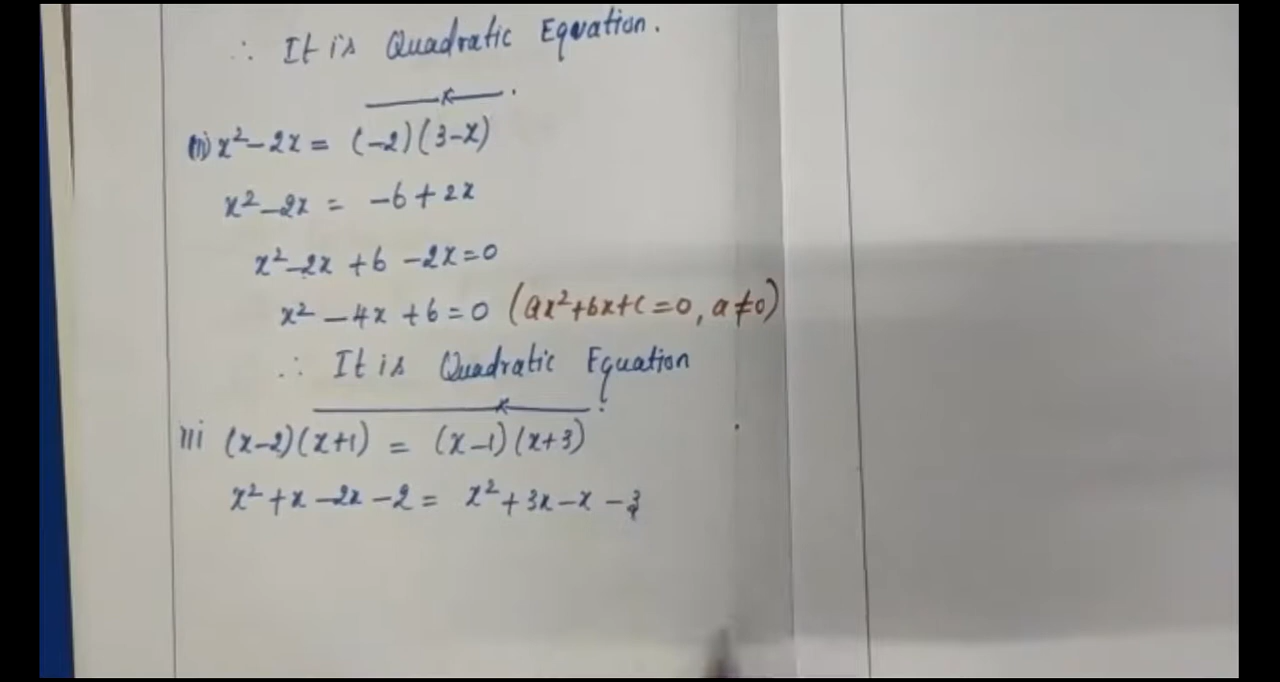 ∴ It is Quadratic Equation.
(ii) x² - 2x = (-2)(3-x)
x² - 2x = -6 + 2x
x² - 2x + 6 - 2x = 0
x² - 4x + 6 = 0 (ax² + bx + c = 0, a ≠ 0)
∴ It is Quadratic Equation
iii (x-2)(x+1) = (x-1)(x+3)
x² + x - 2x - 2 = x² + 3x - x - 3